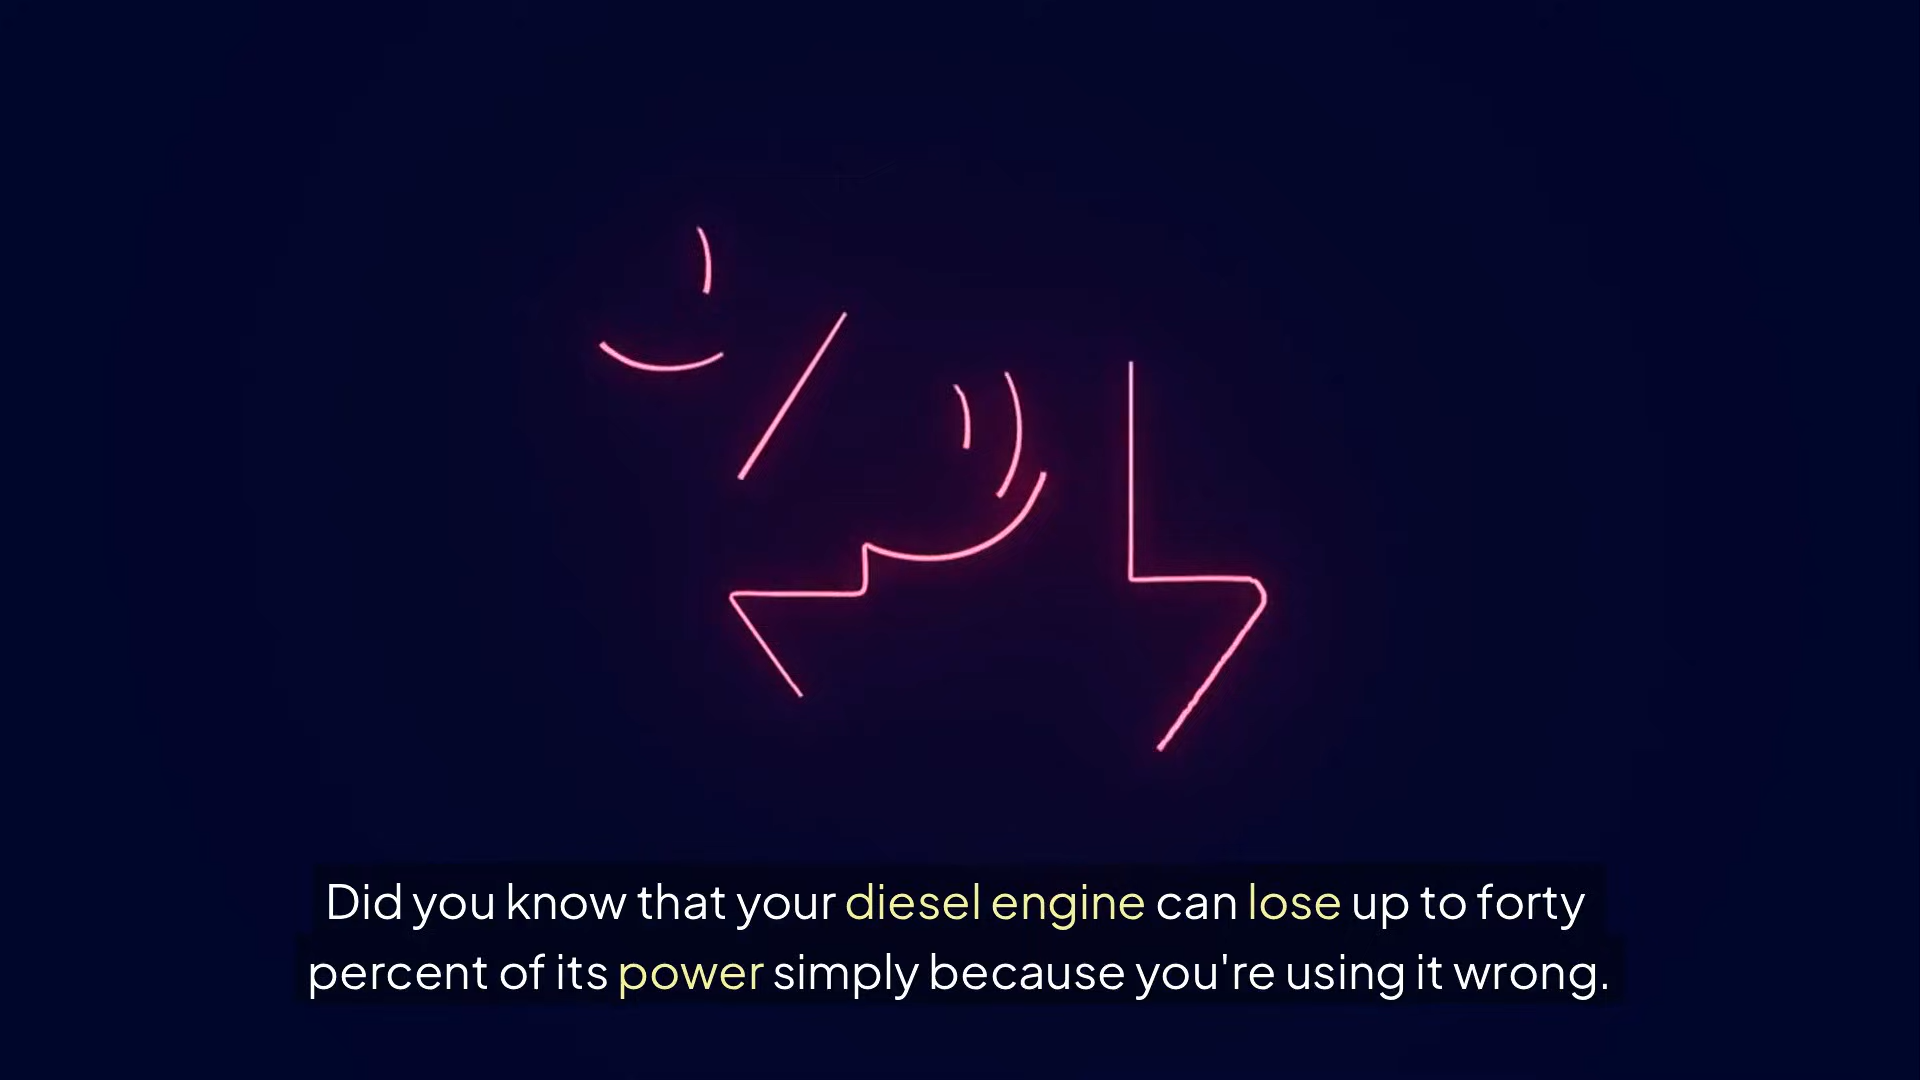 Did you know that your diesel engine can lose up to forty
percent of its power simply because you're using it wrong.